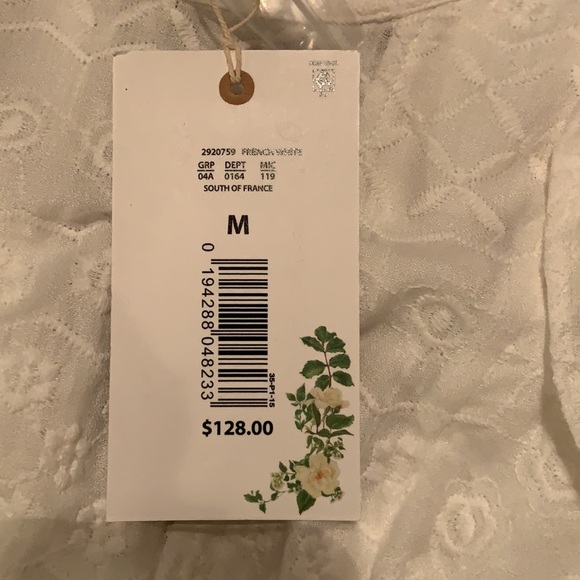 2920759 FRENCH WHITE
GRP DEPT MIC
04A 0164 119
SOUTH OF FRANCE
M
0 194288 048233
35-P1-15
$128.00